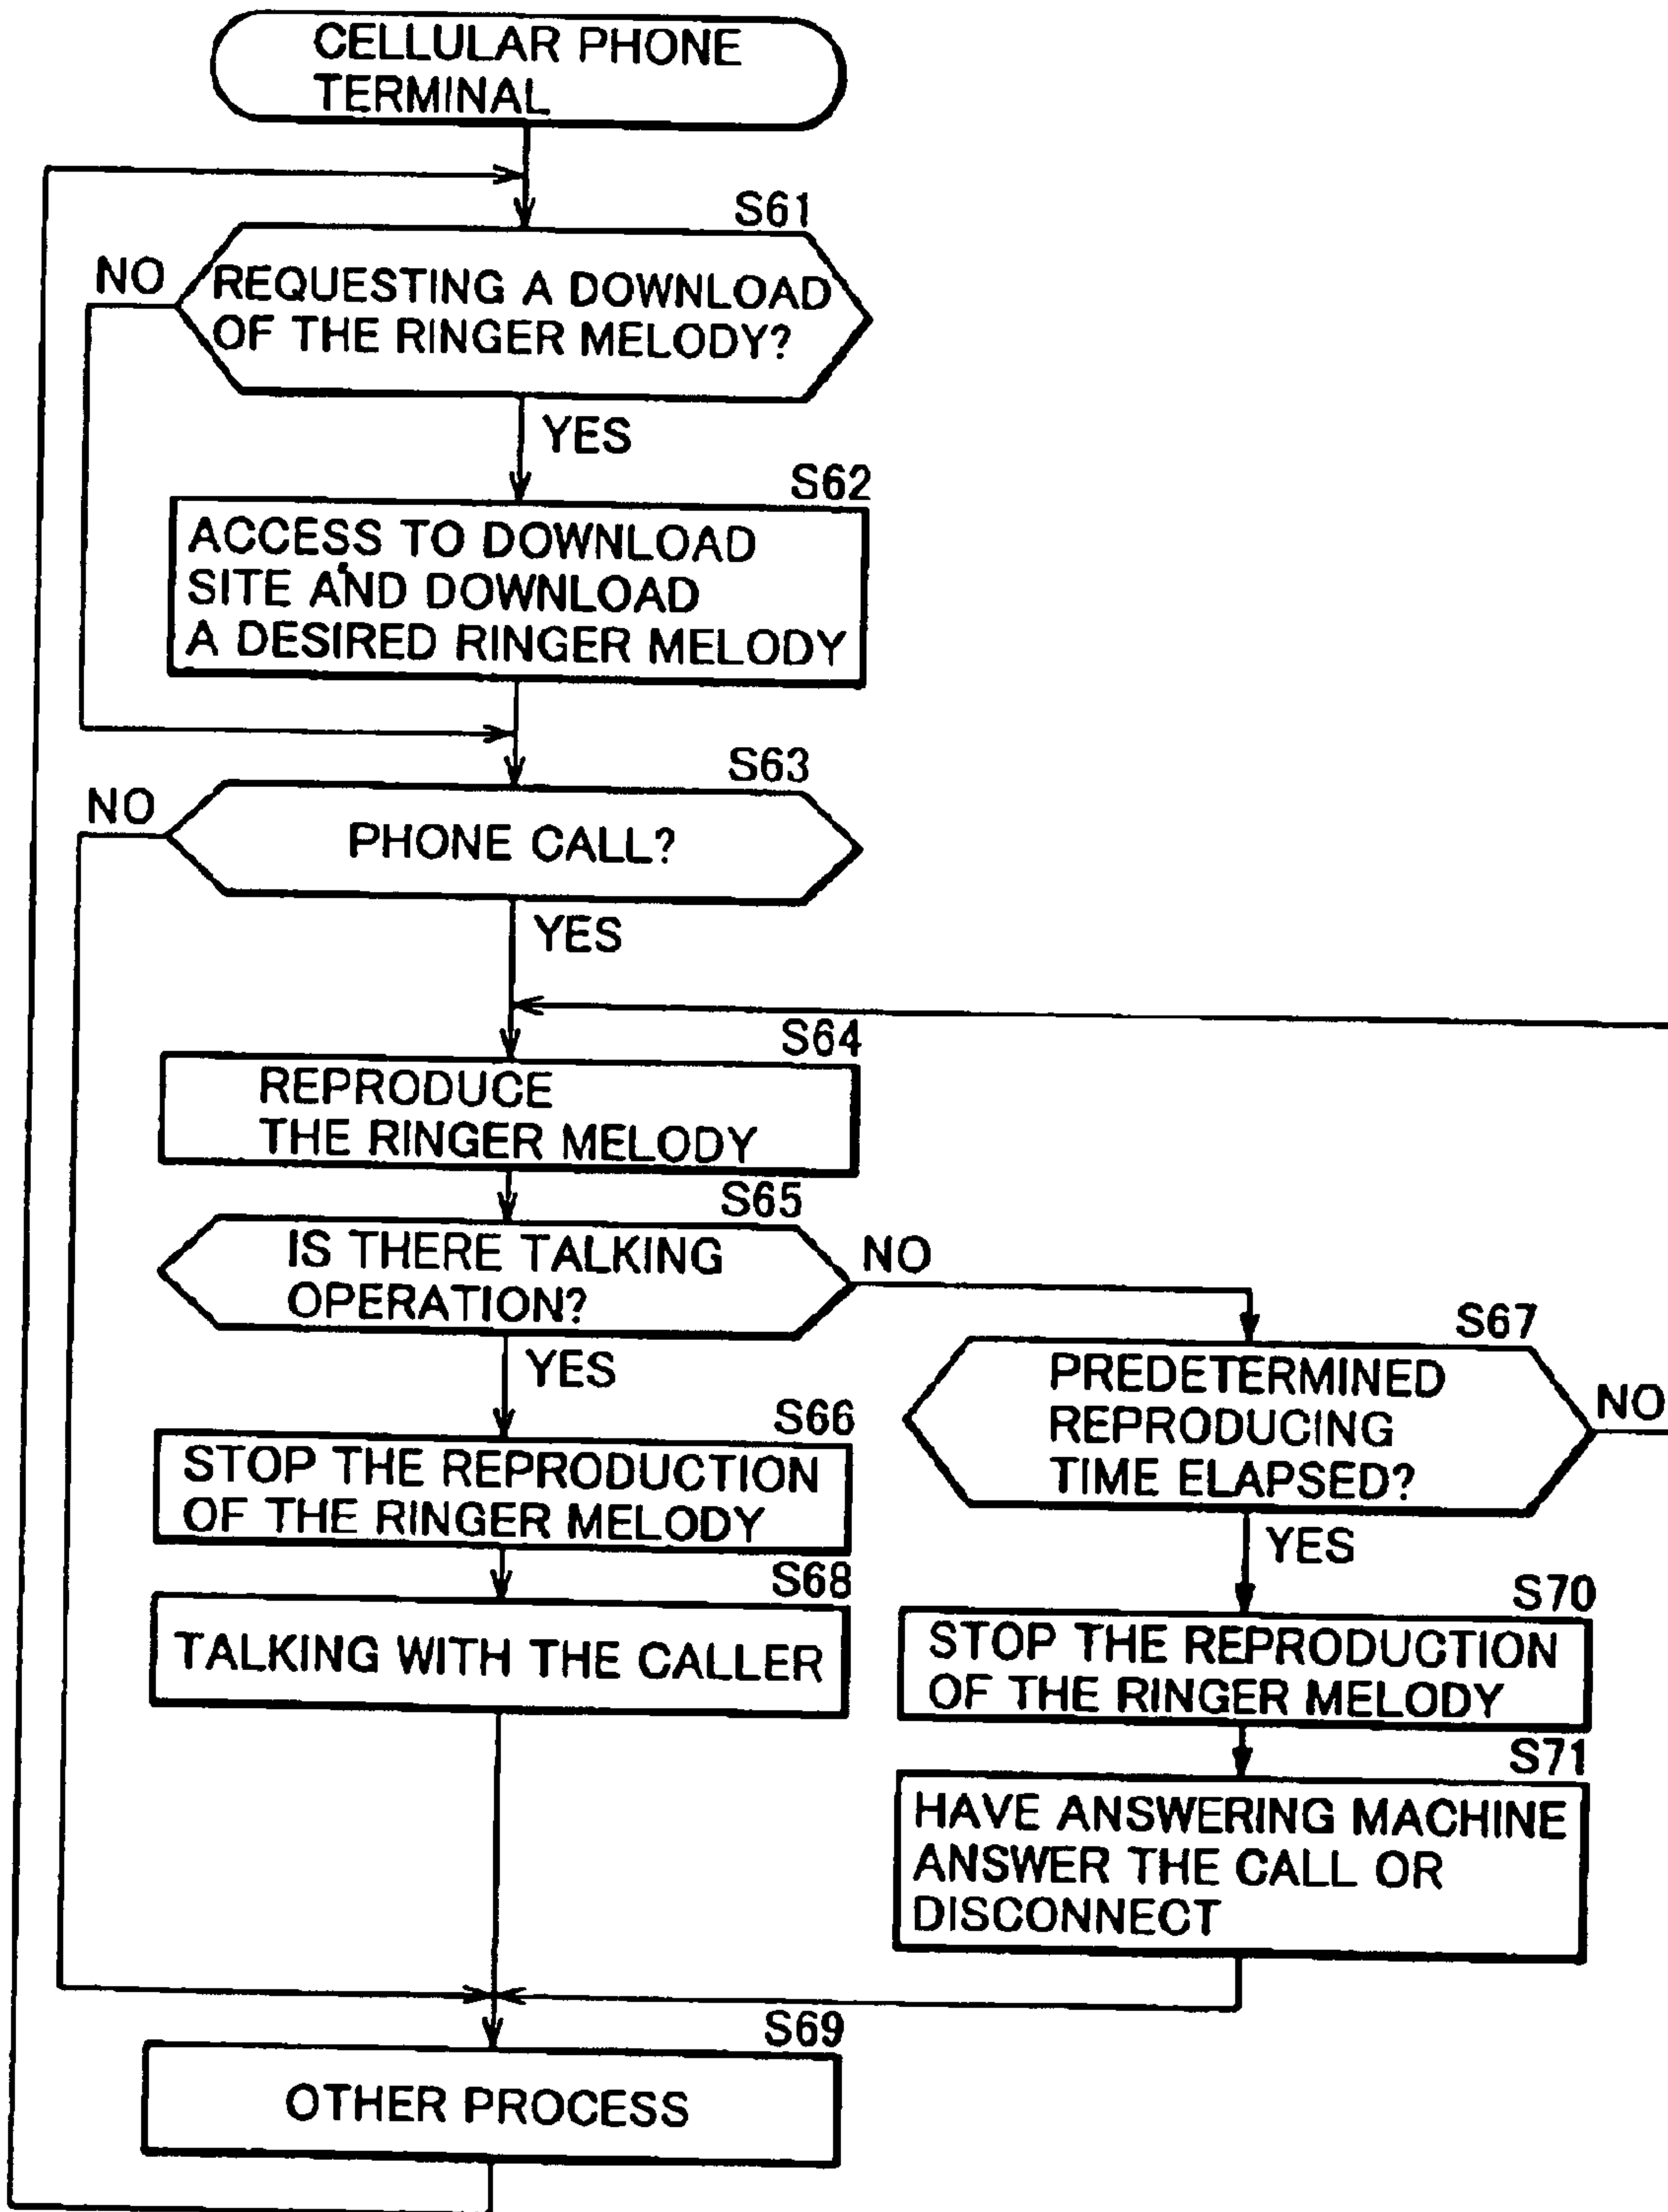 CELLULAR PHONE
TERMINAL
S61
NO
REQUESTING A DOWNLOAD
OF THE RINGER MELODY?
YES
S62
ACCESS TO DOWNLOAD
SITE AND DOWNLOAD
A DESIRED RINGER MELODY
S63
NO
PHONE CALL?
YES
S64
REPRODUCE
THE RINGER MELODY
S65
IS THERE TALKING
OPERATION?
NO
YES
S67
PREDETERMINED
REPRODUCING
TIME ELAPSED?
NO
YES
S66
STOP THE REPRODUCTION
OF THE RINGER MELODY
S68
TALKING WITH THE CALLER
S70
STOP THE REPRODUCTION
OF THE RINGER MELODY
S71
HAVE ANSWERING MACHINE
ANSWER THE CALL OR
DISCONNECT
S69
OTHER PROCESS